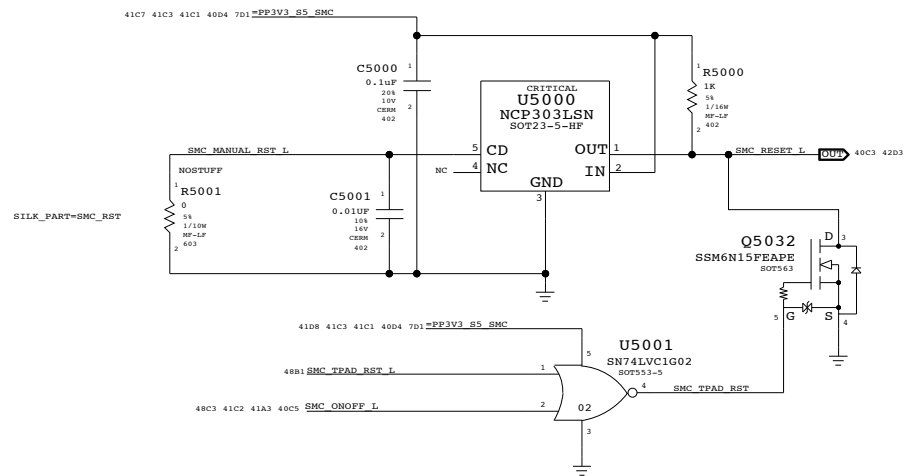 41C7 41C3 41C1 40D4 7D1 =PP3V3_S5_SMC
C5000
0.1uF
20%
10V
CERM
402
1
2
CRITICAL
U5000
NCP303LSN
SOT23-5-HF
5 CD
4 NC
NC
OUT 1
IN 2
GND
3
1
R5000
1K
5%
1/16W
MF-LF
402
2
SMC_MANUAL_RST_L
SMC_RESET_L
OUT 40C3 42D3
NOSTUFF
1
R5001
0
5%
1/10W
MF-LF
603
2
SILK_PART=SMC_RST
C5001
0.01UF
10%
16V
CERM
402
1
2
Q5032
SSM6N15FEAPE
SOT563
D 3
5 G S
4
41D8 41C3 41C1 40D4 7D1 =PP3V3_S5_SMC
U5001
SN74LVC1G02
SOT553-5
5
48B1 SMC_TPAD_RST_L 1
4 SMC_TPAD_RST
48C3 41C2 41A3 40C5 SMC_ONOFF_L 2
02
3